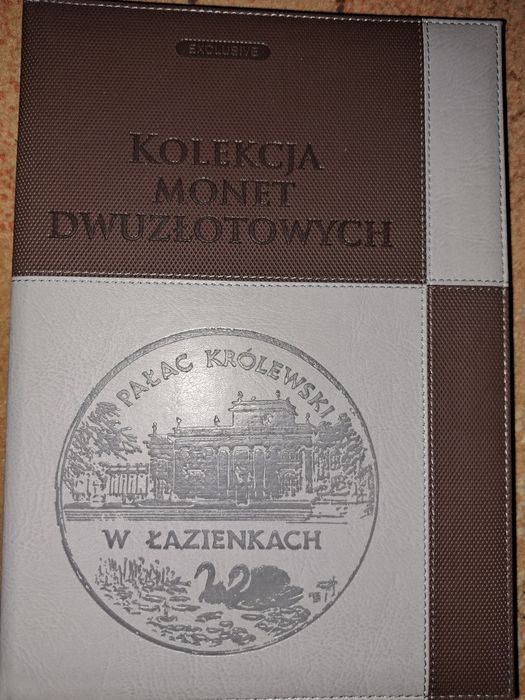 EXCLUSIVE
KOLEKCJA
MONET
DWUZŁOTOWYCH
PAŁAC KRÓLEWSKI
W ŁAZIENKACH